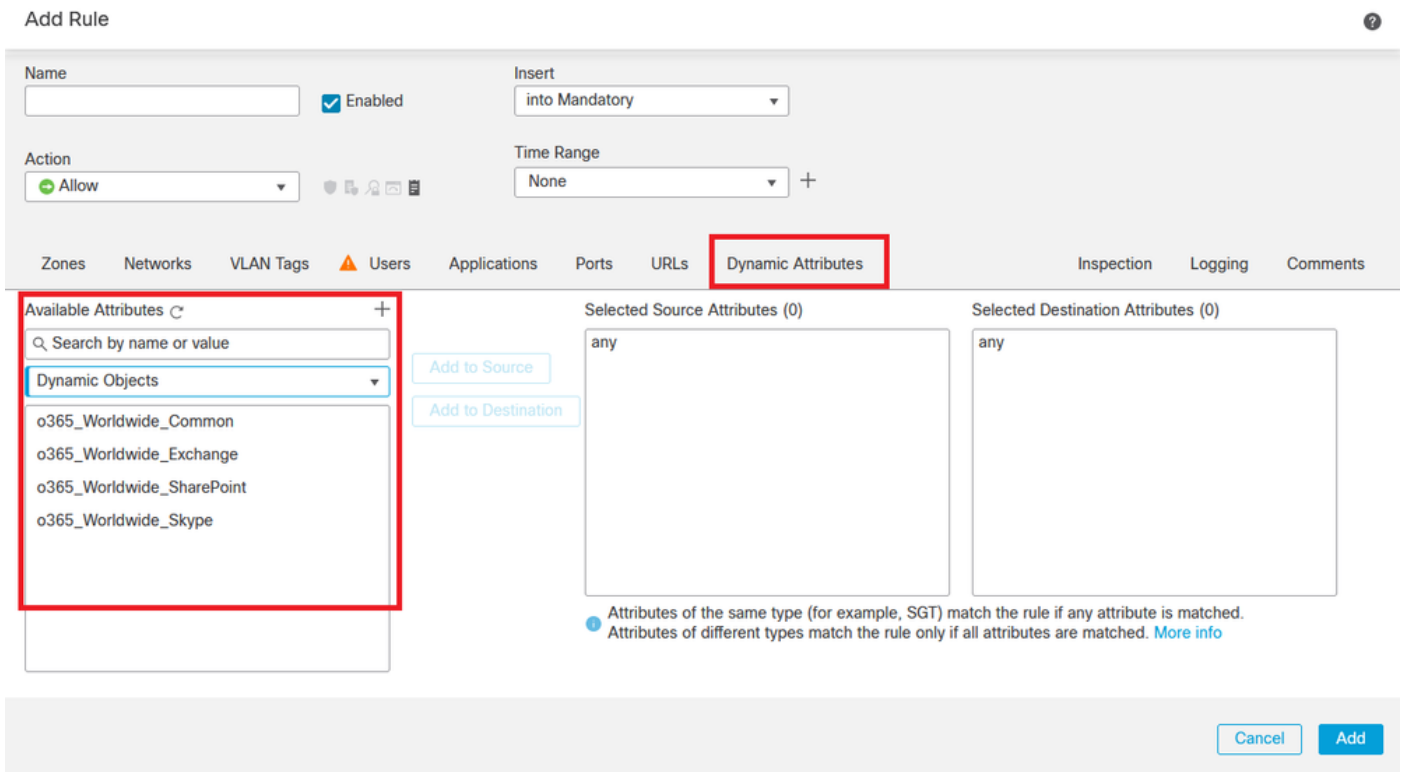 Add Rule
Name
Insert
Enabled
into Mandatory
Action
Time Range
Allow
None
Zones
Networks
VLAN Tags
Users
Applications
Ports
URLs
Dynamic Attributes
Inspection
Logging
Comments
Available Attributes
Selected Source Attributes (0)
Selected Destination Attributes (0)
Search by name or value
any
any
Add to Source
Dynamic Objects
Add to Destination
o365_Worldwide_Common
o365_Worldwide_Exchange
o365_Worldwide_SharePoint
o365_Worldwide_Skype
Attributes of the same type (for example, SGT) match the rule if any attribute is matched.
Attributes of different types match the rule only if all attributes are matched. More info
Cancel
Add